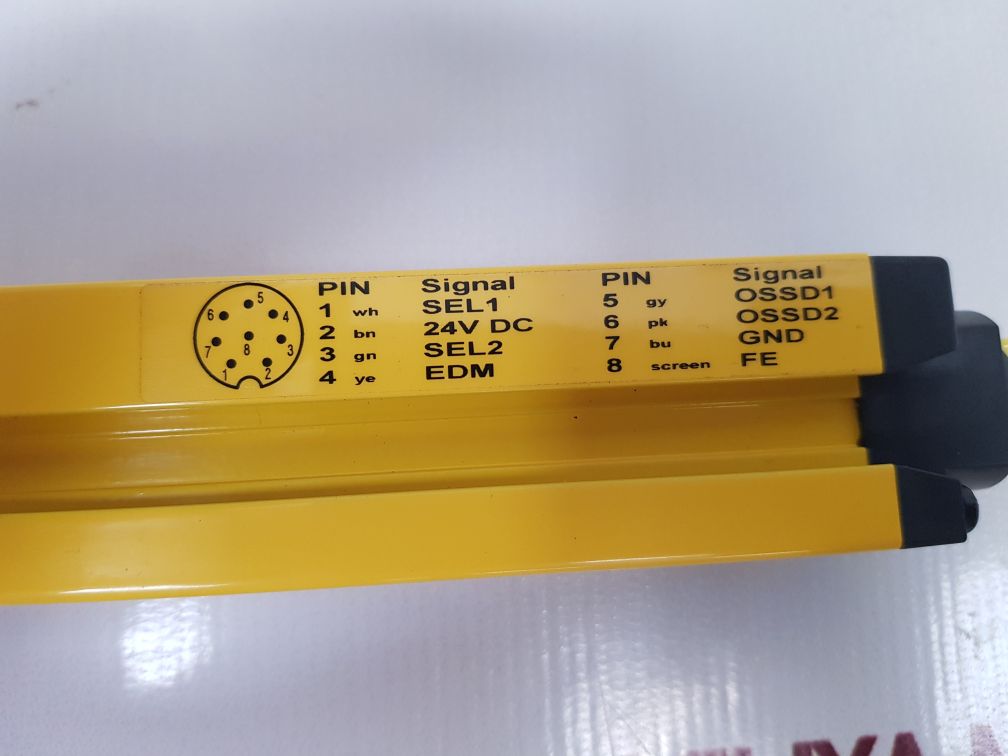 PIN Signal
1 wh SEL1
2 bn 24V DC
3 gn SEL2
4 ye EDM
PIN Signal
5 gy OSSD1
6 pk OSSD2
7 bu GND
8 screen FE
5
6 4
7 8 3
1 2